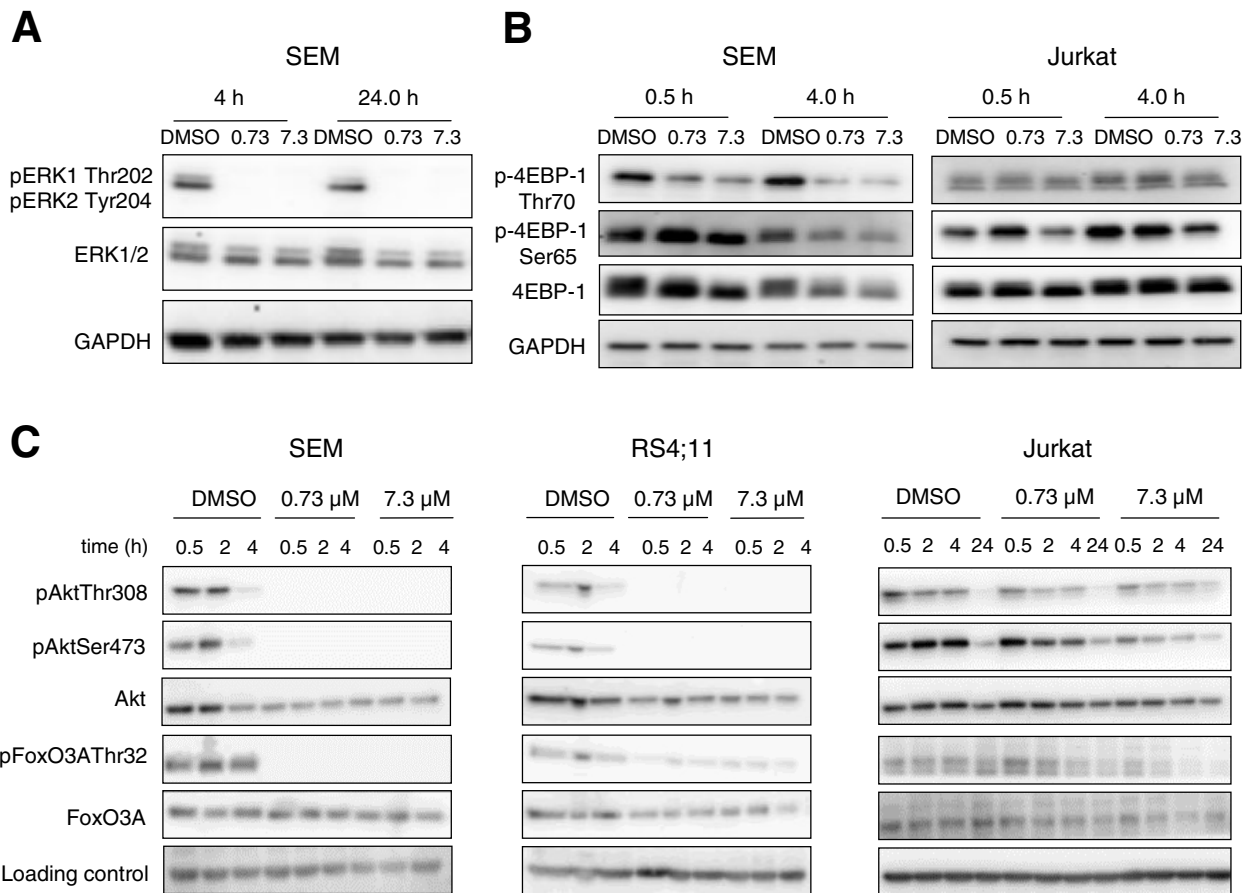 A
SEM
4 h 24.0 h
DMSO 0.73 7.3 DMSO 0.73 7.3
pERK1 Thr202
pERK2 Tyr204
ERK1/2
GAPDH
B
SEM Jurkat
0.5 h 4.0 h 0.5 h 4.0 h
DMSO 0.73 7.3 DMSO 0.73 7.3 DMSO 0.73 7.3 DMSO 0.73 7.3
p-4EBP-1
Thr70
p-4EBP-1
Ser65
4EBP-1
GAPDH
C
SEM RS4;11 Jurkat
DMSO 0.73 µM 7.3 µM DMSO 0.73 µM 7.3 µM DMSO 0.73 µM 7.3 µM
time (h) 0.5 2 4 0.5 2 4 0.5 2 4 0.5 2 4 0.5 2 4 0.5 2 4 0.5 2 4 24 0.5 2 4 24 0.5 2 4 24
pAktThr308
pAktSer473
Akt
pFoxO3AThr32
FoxO3A
Loading control